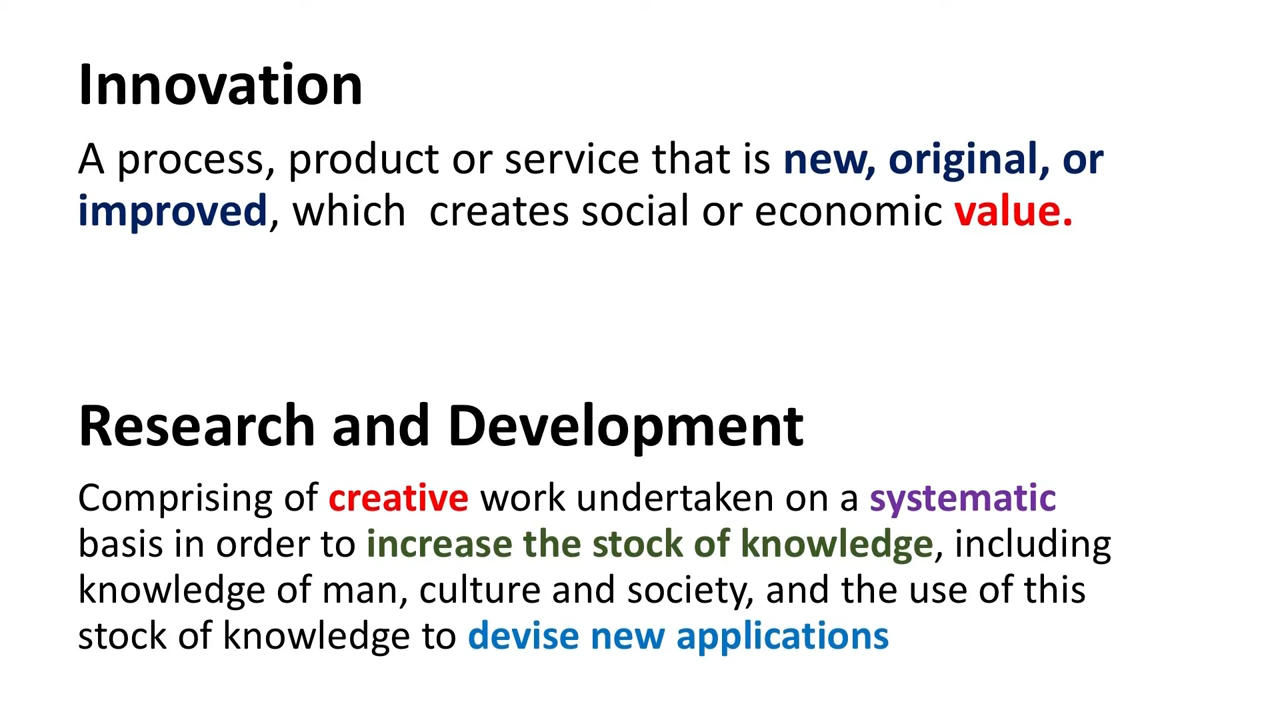 Innovation
A process, product or service that is new, original, or
improved, which  creates social or economic value.
Research and Development
Comprising of creative work undertaken on a systematic
basis in order to increase the stock of knowledge, including
knowledge of man, culture and society, and the use of this
stock of knowledge to devise new applications